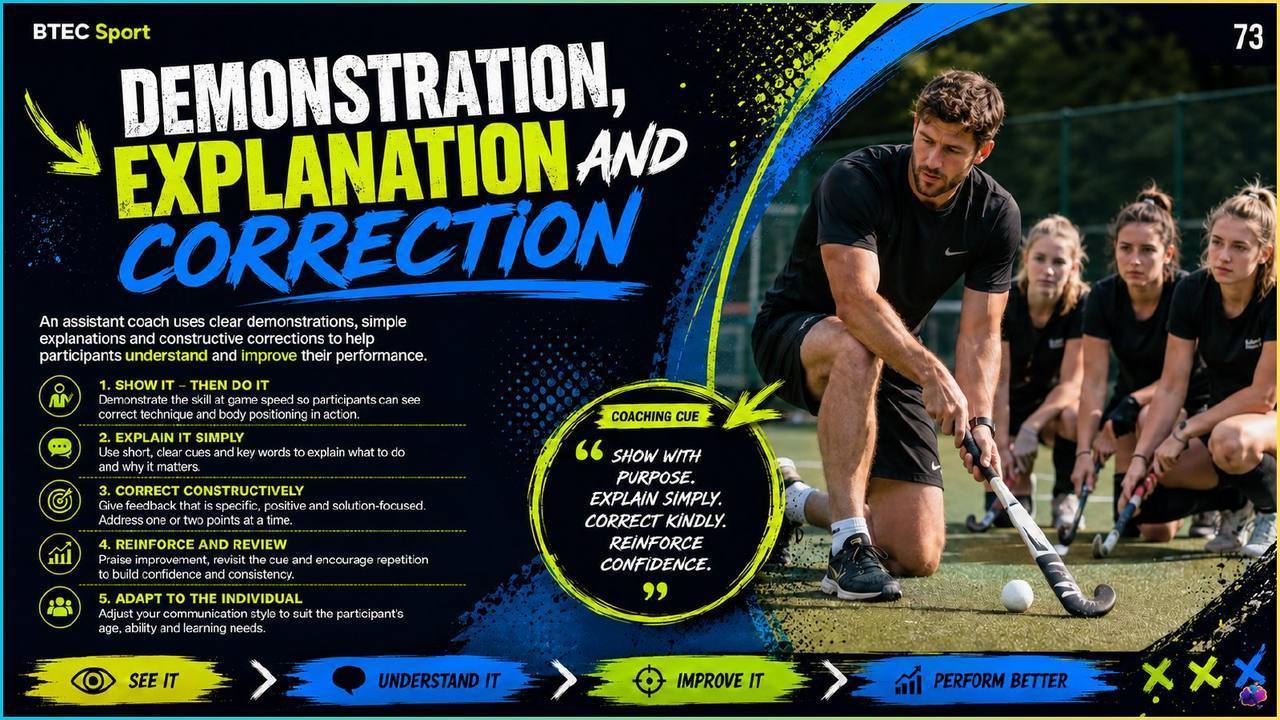 BTEC Sport
73
DEMONSTRATION,
EXPLANATION AND
CORRECTION
An assistant coach uses clear demonstrations, simple
explanations and constructive corrections to help
participants understand and improve their performance.
1. SHOW IT – THEN DO IT
Demonstrate the skill at game speed so participants can see
correct technique and body positioning in action.
2. EXPLAIN IT SIMPLY
Use short, clear cues and key words to explain what to do
and why it matters.
3. CORRECT CONSTRUCTIVELY
Give feedback that is specific, positive and solution-focused.
Address one or two points at a time.
4. REINFORCE AND REVIEW
Praise improvement, revisit the cue and encourage repetition
to build confidence and consistency.
5. ADAPT TO THE INDIVIDUAL
Adjust your communication style to suit the participant's
age, ability and learning needs.
COACHING CUE
“ SHOW WITH
PURPOSE.
EXPLAIN SIMPLY.
CORRECT KINDLY.
REINFORCE
CONFIDENCE.
”
SEE IT
UNDERSTAND IT
IMPROVE IT
PERFORM BETTER